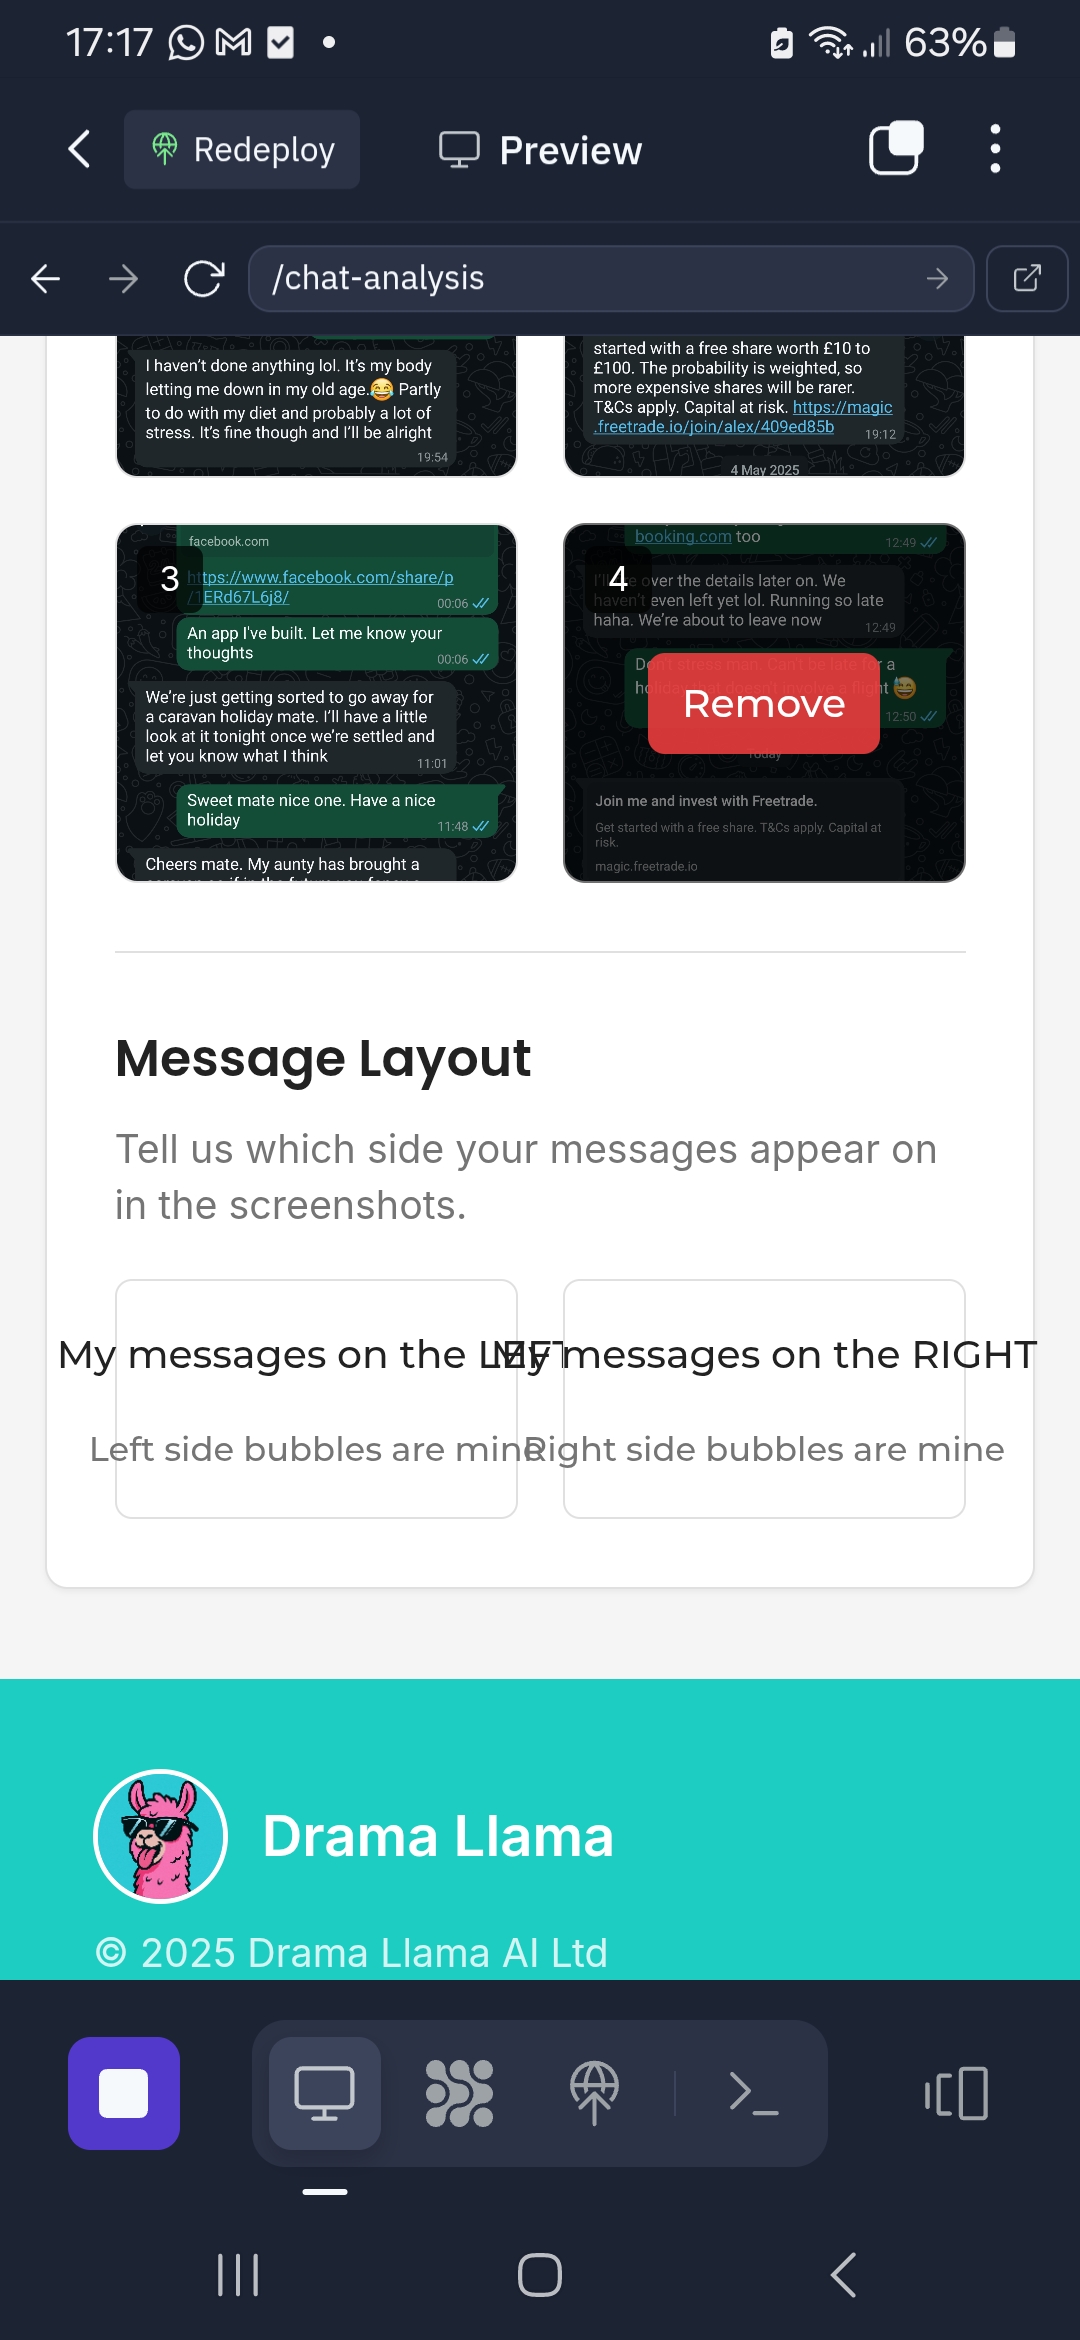 17:17
63%
Redeploy
Preview
/chat-analysis
I haven't done anything lol. It's my body
letting me down in my old age.😂 Partly
to do with my diet and probably a lot of
stress. It's fine though and I'll be alright
19:54
started with a free share worth £10 to
£100. The probability is weighted, so
more expensive shares will be rarer.
T&Cs apply. Capital at risk. https://magic
.freetrade.io/join/alex/409ed85b
19:12
4 May 2025
3
facebook.com
https://www.facebook.com/share/p
/1ERd67L6j8/
00:06
An app I've built. Let me know your
thoughts
00:06
We're just getting sorted to go away for
a caravan holiday mate. I'll have a little
look at it tonight once we're settled and
let you know what I think
11:01
Sweet mate nice one. Have a nice
holiday
11:48
Cheers mate. My aunty has brought a
4
booking.com too
12:49
over the details later on. We
haven't even left yet lol. Running so late
haha. We're about to leave now
12:49
Don't stress man. Can't be late for a
holiday that doesn't involve a flight 😅
12:50
Remove
Today
Join me and invest with Freetrade.
Get started with a free share. T&Cs apply. Capital at
risk.
magic.freetrade.io
Message Layout
Tell us which side your messages appear on
in the screenshots.
My messages on the LEFT
Left side bubbles are mine
My messages on the RIGHT
Right side bubbles are mine
Drama Llama
© 2025 Drama Llama AI Ltd